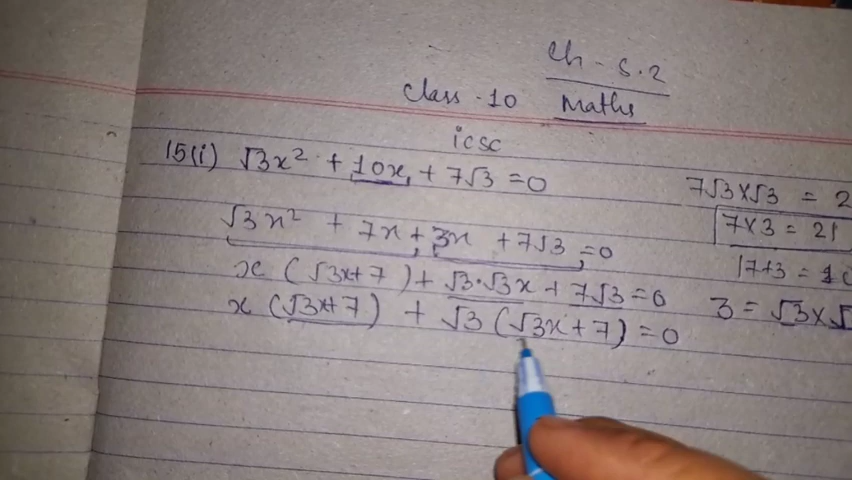 Ch - 5.2
Class - 10 Maths
icsc
15(i) √3x² + 10x + 7√3 = 0
7√3×√3 = 2
√3x² + 7x + 3x + 7√3 = 0
7×3 = 21
7+3 = 10
x (√3x+7) + √3·√3x + 7√3 = 0
3 = √3×√
x (√3x+7) + √3 (√3x+7) = 0